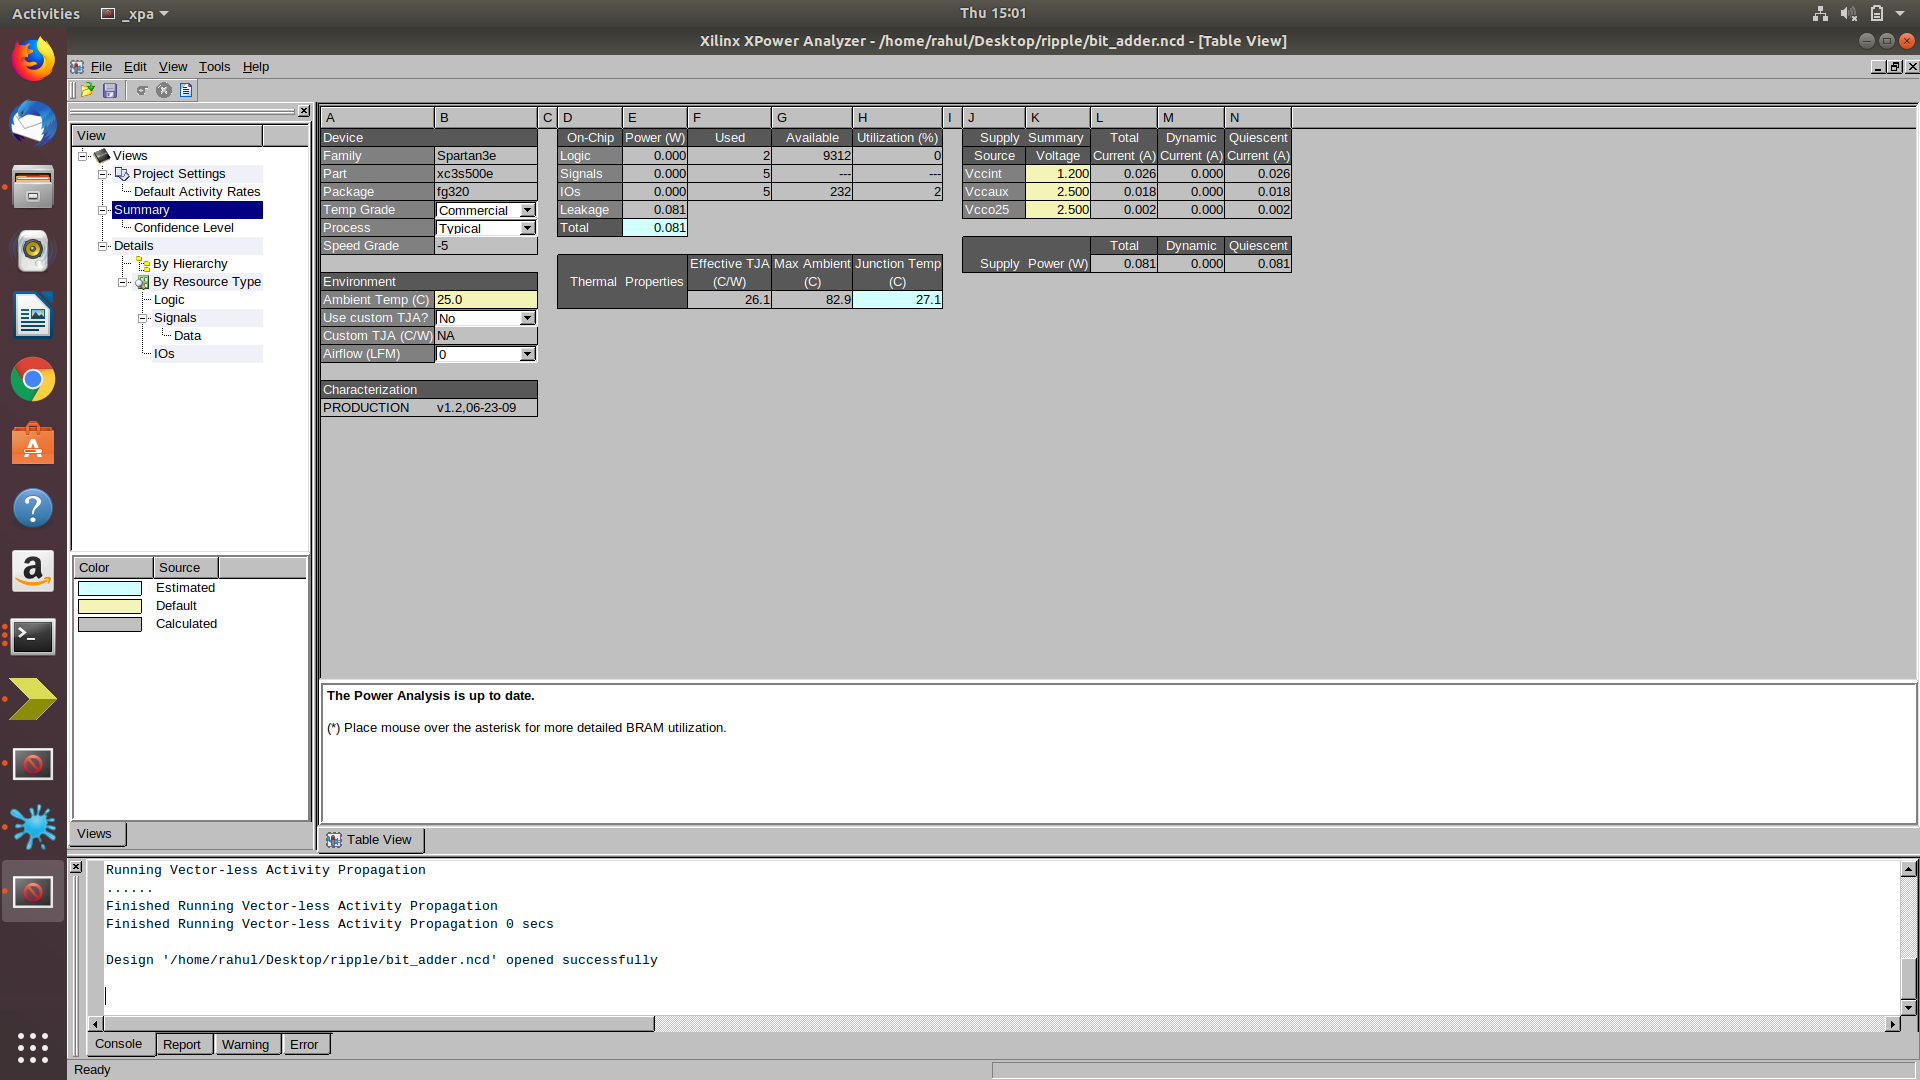 Activities
_xpa
Thu 15:01
Xilinx XPower Analyzer - /home/rahul/Desktop/ripple/bit_adder.ncd - [Table View]
File Edit View Tools Help
View
Views
Project Settings
Default Activity Rates
Summary
Confidence Level
Details
By Hierarchy
By Resource Type
Logic
Signals
Data
IOs
Color Source
Estimated
Default
Calculated
Views
A B C D E F G H I J K L M N
Device
Family Spartan3e
Part xc3s500e
Package fg320
Temp Grade Commercial
Process Typical
Speed Grade -5
Environment
Ambient Temp (C) 25.0
Use custom TJA? No
Custom TJA (C/W) NA
Airflow (LFM) 0
Characterization
PRODUCTION v1.2,06-23-09
On-Chip Power (W) Used Available Utilization (%)
Logic 0.000 2 9312 0
Signals 0.000 5 --- ---
IOs 0.000 5 232 2
Leakage 0.081
Total 0.081
Effective TJA Max Ambient Junction Temp
Thermal Properties (C/W) (C) (C)
26.1 82.9 27.1
Supply Summary Total Dynamic Quiescent
Source Voltage Current (A) Current (A) Current (A)
Vccint 1.200 0.026 0.000 0.026
Vccaux 2.500 0.018 0.000 0.018
Vcco25 2.500 0.002 0.000 0.002
Total Dynamic Quiescent
Supply Power (W) 0.081 0.000 0.081
The Power Analysis is up to date.
(*) Place mouse over the asterisk for more detailed BRAM utilization.
Table View
Running Vector-less Activity Propagation
......
Finished Running Vector-less Activity Propagation
Finished Running Vector-less Activity Propagation 0 secs
Design '/home/rahul/Desktop/ripple/bit_adder.ncd' opened successfully
Console Report Warning Error
Ready